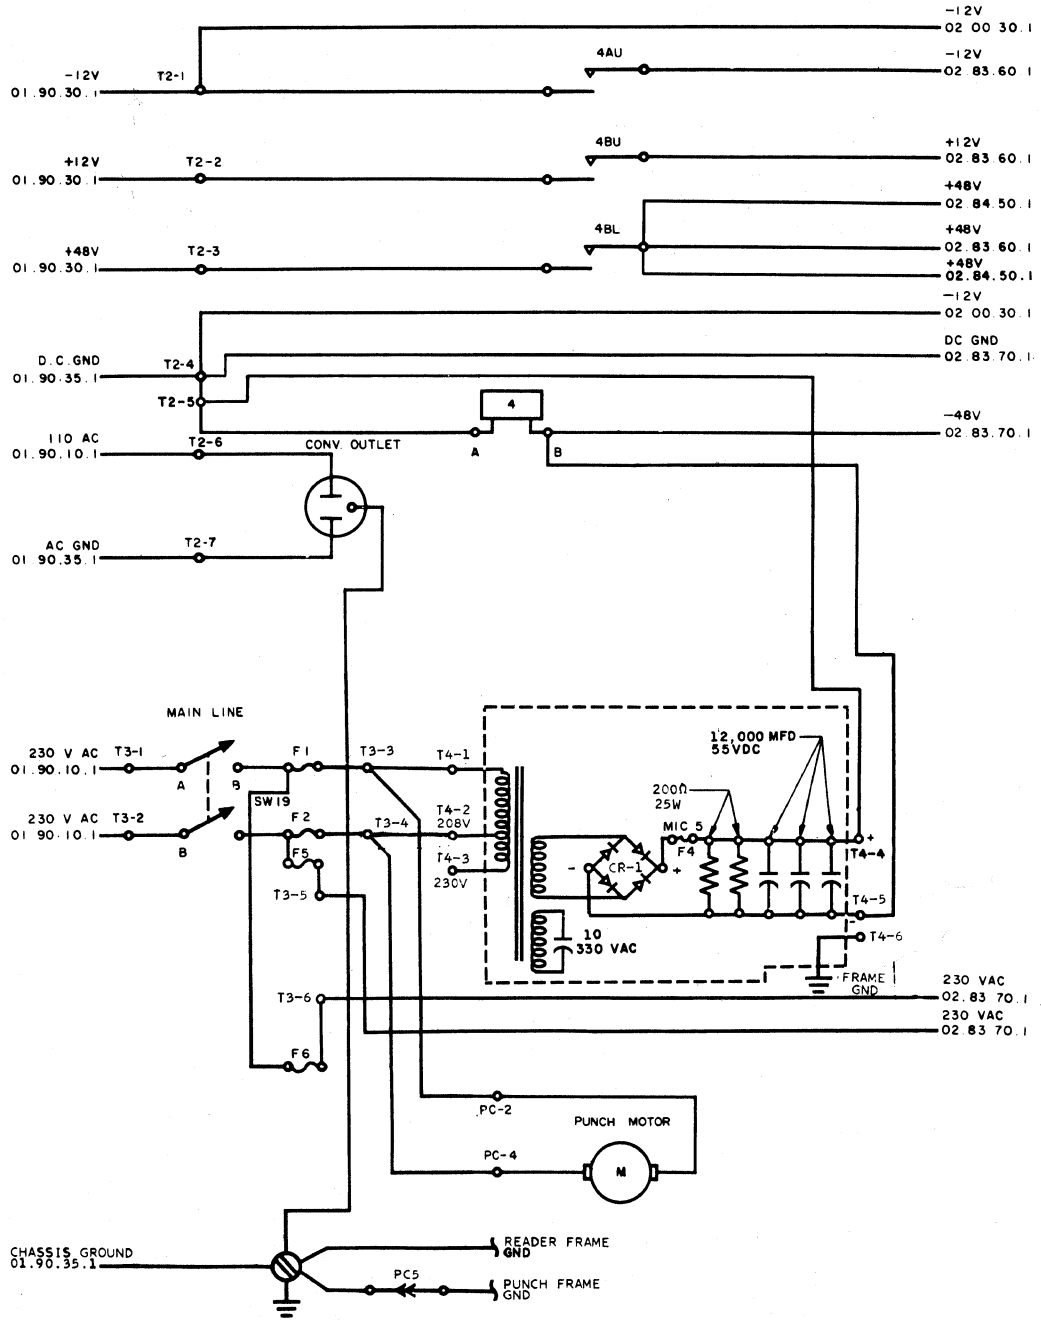 -12V
02 00 30.1
4AU
-12V
02.83.60.1
-12V
01.90.30.1
T2-1
4BU
+12V
02.83.60.1
+12V
01.90.30.1
T2-2
+48V
02.84.50.1
4BL
+48V
02.83.60.1
+48V
02.84.50.1
+48V
01.90.30.1
T2-3
-12V
02 00.30.1
DC GND
02.83.70.1
D.C.GND
01.90.35.1
T2-4
T2-5
4
-48V
02.83.70.1
A
B
110 AC
01.90.10.1
T2-6
CONV. OUTLET
AC GND
01.90.35.1
T2-7
MAIN LINE
230 V AC
01.90.10.1
T3-1
A
B
F1
T3-3
T4-1
SW19
230 V AC
01 90.10.1
T3-2
B
F2
T3-4
T4-2
208V
F5
T4-3
230V
T3-5
12,000 MFD
55VDC
200Ω
25W
MIC 5
F4
CR-1
-
+
+
T4-4
T4-5
-
T4-6
10
330 VAC
FRAME
GND
T3-6
230 VAC
02.83 70.1
230 VAC
02.83 70.1
F6
PC-2
PUNCH MOTOR
PC-4
M
CHASSIS GROUND
01.90.35.1
READER FRAME
GND
PC5
PUNCH FRAME
GND